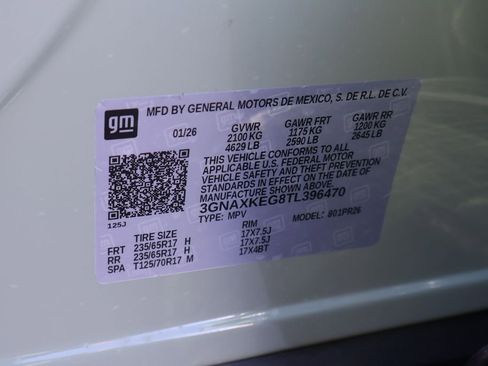 gm
MFD BY GENERAL MOTORS DE MEXICO, S. DE R.L. DE C.V.
01/26 GVWR GAWR FRT GAWR RR
2100 KG 1175 KG 1200 KG
4629 LB 2590 LB 2645 LB
THIS VEHICLE CONFORMS TO ALL
APPLICABLE U.S. FEDERAL MOTOR
VEHICLE SAFETY AND THEFT PREVENTION
STANDARDS IN EFFECT ON THE DATE OF
MANUFACTURE SHOWN ABOVE.
3GNAXKEG8TL396470
TYPE: MPV MODEL: 801PR26
125J
TIRE SIZE RIM
FRT 235/65R17 H 17X7.5J
RR 235/65R17 H 17X7.5J
SPA T125/70R17 M 17X4BT